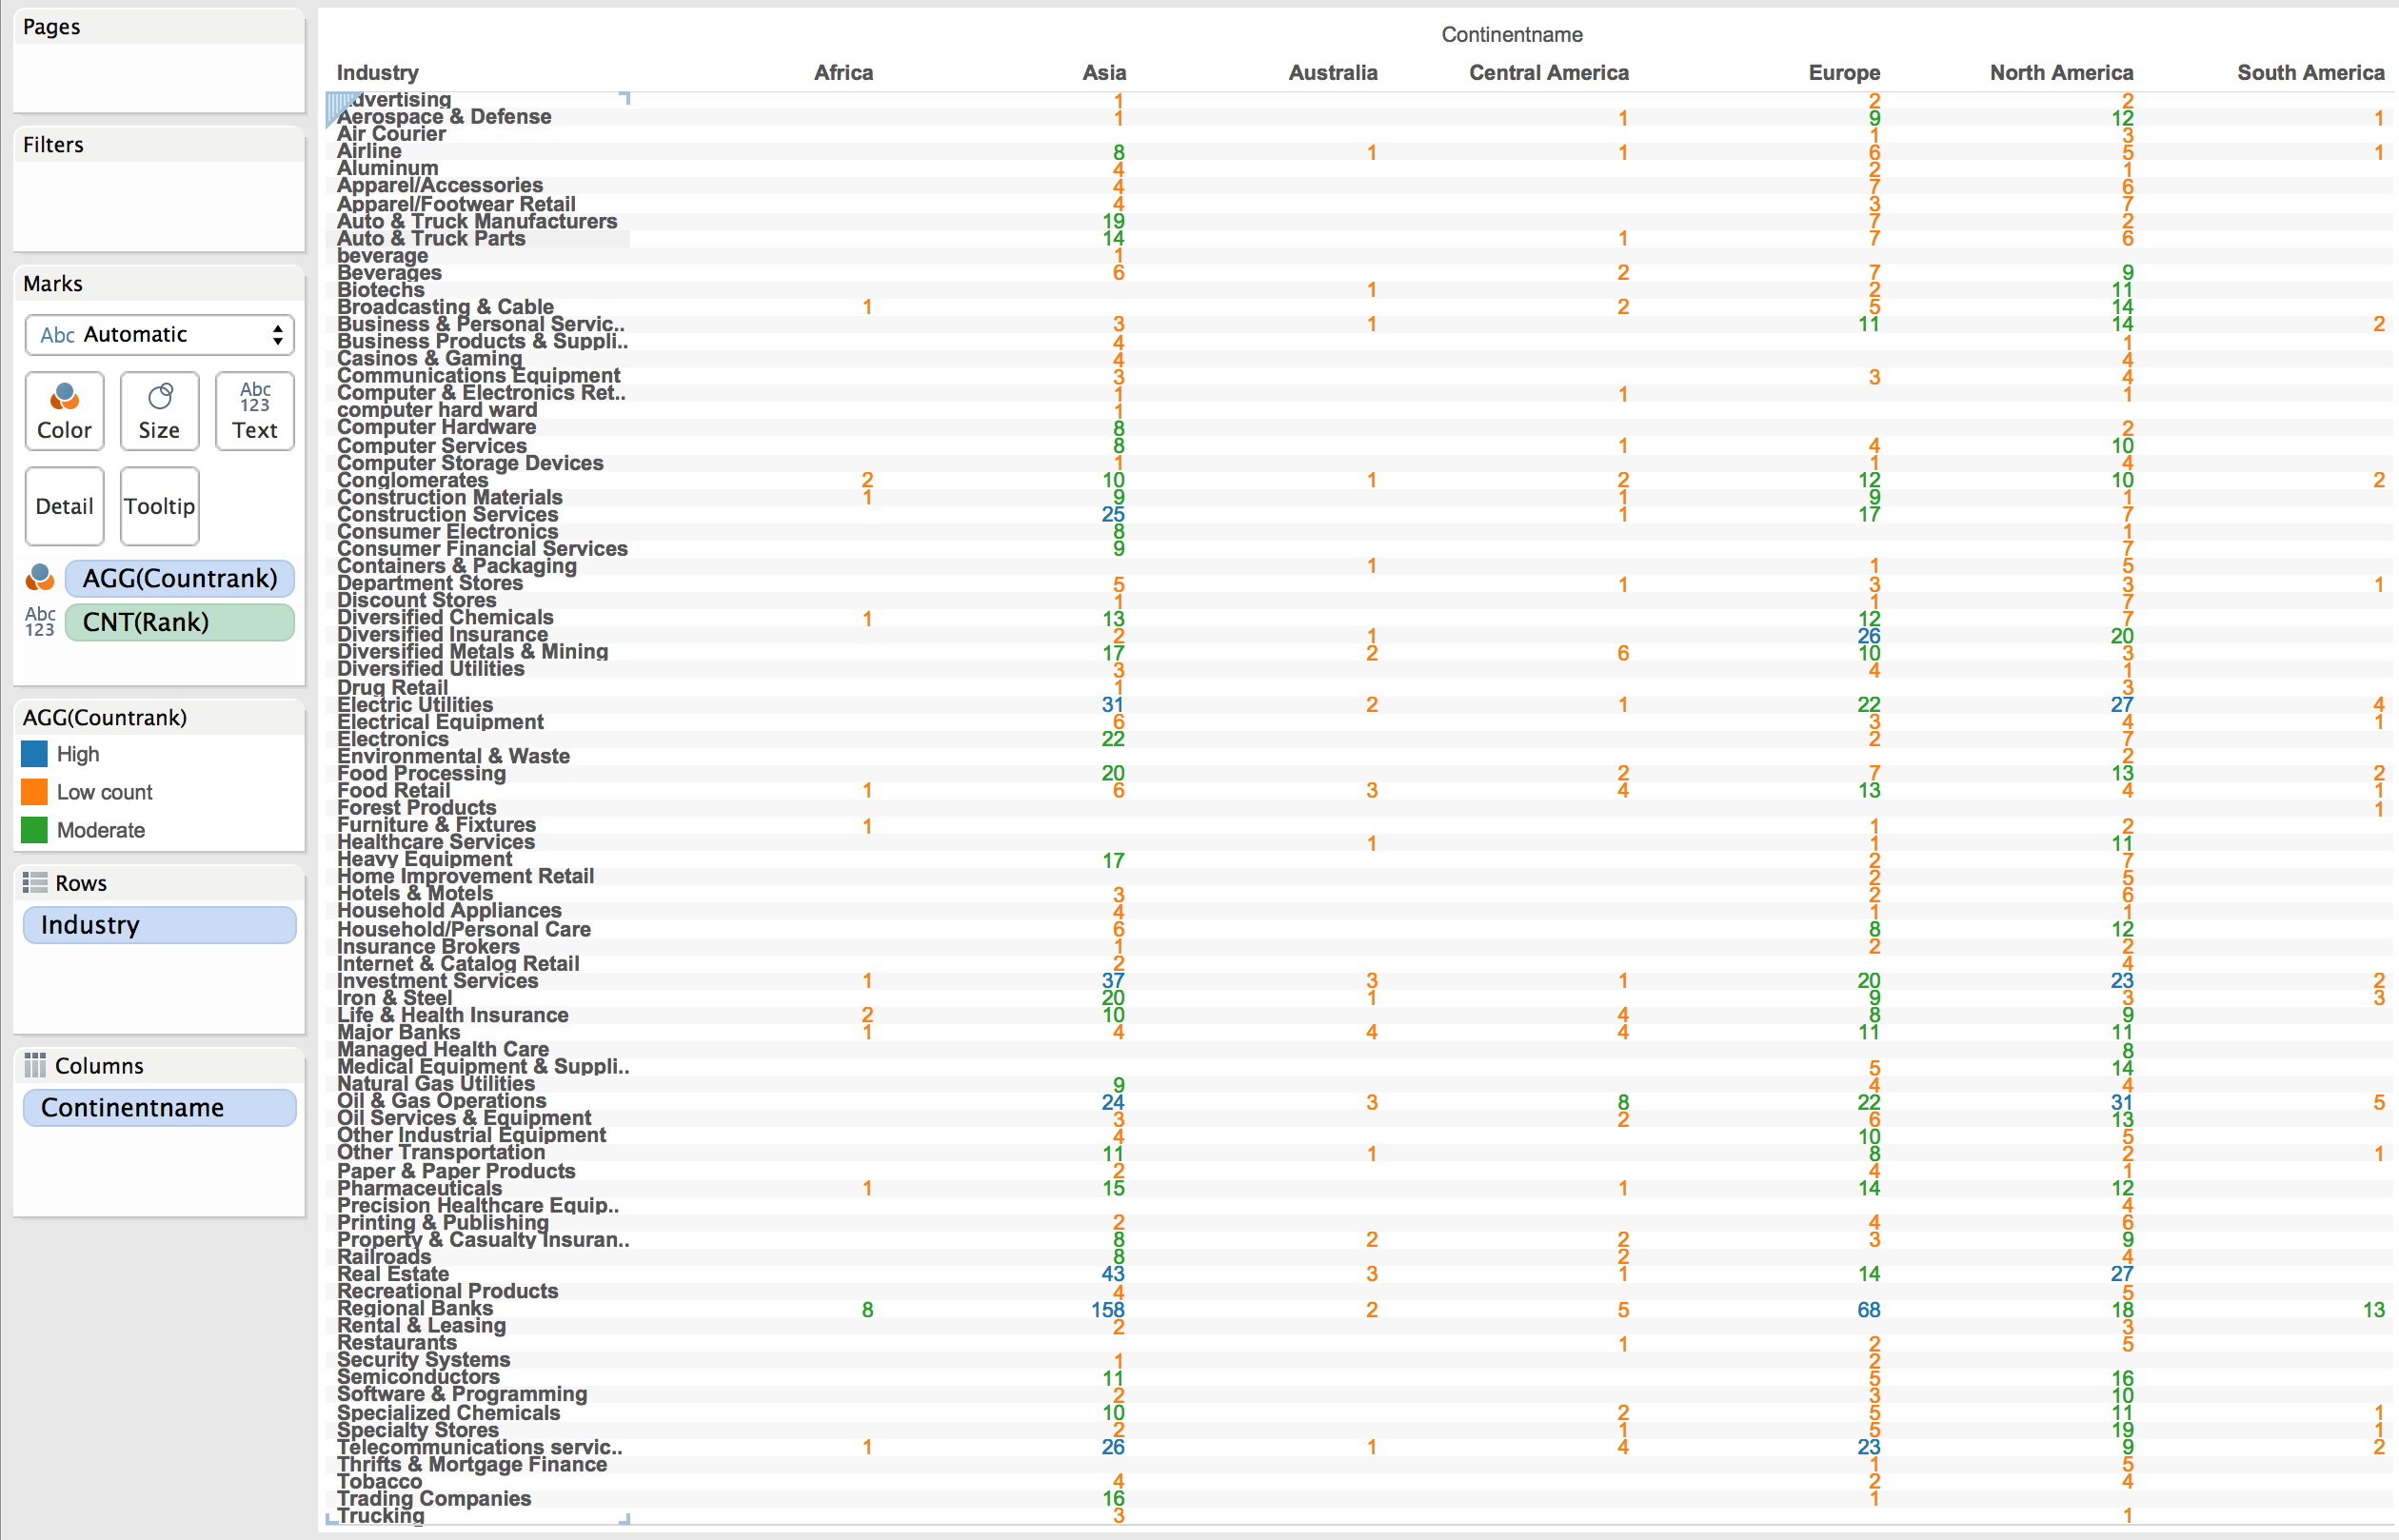 Pages
Filters
Marks
Abc Automatic
Color
Size
Abc
123
Text
Detail
Tooltip
AGG(Countrank)
Abc
123
CNT(Rank)
AGG(Countrank)
High
Low count
Moderate
Rows
Industry
Columns
Continentname
Continentname
Industry Africa Asia Australia Central America Europe North America South America
dvertising 1 2 2
Aerospace & Defense 1 1 9 12 1
Air Courier 1 3
Airline 8 1 1 6 5 1
Aluminum 4 2 1
Apparel/Accessories 4 7 6
Apparel/Footwear Retail 4 3 7
Auto & Truck Manufacturers 19 7 2
Auto & Truck Parts 14 1 7 6
beverage 1
Beverages 6 2 7 9
Biotechs 1 2 11
Broadcasting & Cable 1 2 5 14
Business & Personal Servic.. 3 1 11 14 2
Business Products & Suppli.. 4 1
Casinos & Gaming 4 4
Communications Equipment 3 3 4
Computer & Electronics Ret.. 1 1 1
computer hard ward 1
Computer Hardware 8 2
Computer Services 8 1 4 10
Computer Storage Devices 1 1 4
Conglomerates 2 10 1 2 12 10 2
Construction Materials 1 9 1 9 1
Construction Services 25 1 17 7
Consumer Electronics 8 1
Consumer Financial Services 9 7
Containers & Packaging 1 1 5
Department Stores 5 1 3 3 1
Discount Stores 1 1 7
Diversified Chemicals 1 13 12 7
Diversified Insurance 2 1 26 20
Diversified Metals & Mining 17 2 6 10 3
Diversified Utilities 3 4 1
Drug Retail 1 3
Electric Utilities 31 2 1 22 27 4
Electrical Equipment 6 3 4 1
Electronics 22 2 7
Environmental & Waste 2
Food Processing 20 2 7 13 2
Food Retail 1 6 3 4 13 4 1
Forest Products 1
Furniture & Fixtures 1 1 2
Healthcare Services 1 1 11
Heavy Equipment 17 2 7
Home Improvement Retail 2 5
Hotels & Motels 3 2 6
Household Appliances 4 1 1
Household/Personal Care 6 8 12
Insurance Brokers 1 2 2
Internet & Catalog Retail 2 4
Investment Services 1 37 3 1 20 23 2
Iron & Steel 20 1 9 3 3
Life & Health Insurance 2 10 4 8 9
Major Banks 1 4 4 4 11 11
Managed Health Care 8
Medical Equipment & Suppli.. 5 14
Natural Gas Utilities 9 4 4
Oil & Gas Operations 24 3 8 22 31 5
Oil Services & Equipment 3 2 6 13
Other Industrial Equipment 4 10 5
Other Transportation 11 1 8 2 1
Paper & Paper Products 2 4 1
Pharmaceuticals 1 15 1 14 12
Precision Healthcare Equip.. 4
Printing & Publishing 2 4 6
Property & Casualty Insuran.. 8 2 2 3 9
Railroads 8 2 4
Real Estate 43 3 1 14 27
Recreational Products 4 5
Regional Banks 8 158 2 5 68 18 13
Rental & Leasing 2 3
Restaurants 1 2 5
Security Systems 1 2
Semiconductors 11 5 16
Software & Programming 2 3 10
Specialized Chemicals 10 2 5 11 1
Specialty Stores 2 1 5 19 1
Telecommunications servic.. 1 26 1 4 23 9 2
Thrifts & Mortgage Finance 1 5
Tobacco 4 2 4
Trading Companies 16 1
Trucking 3 1